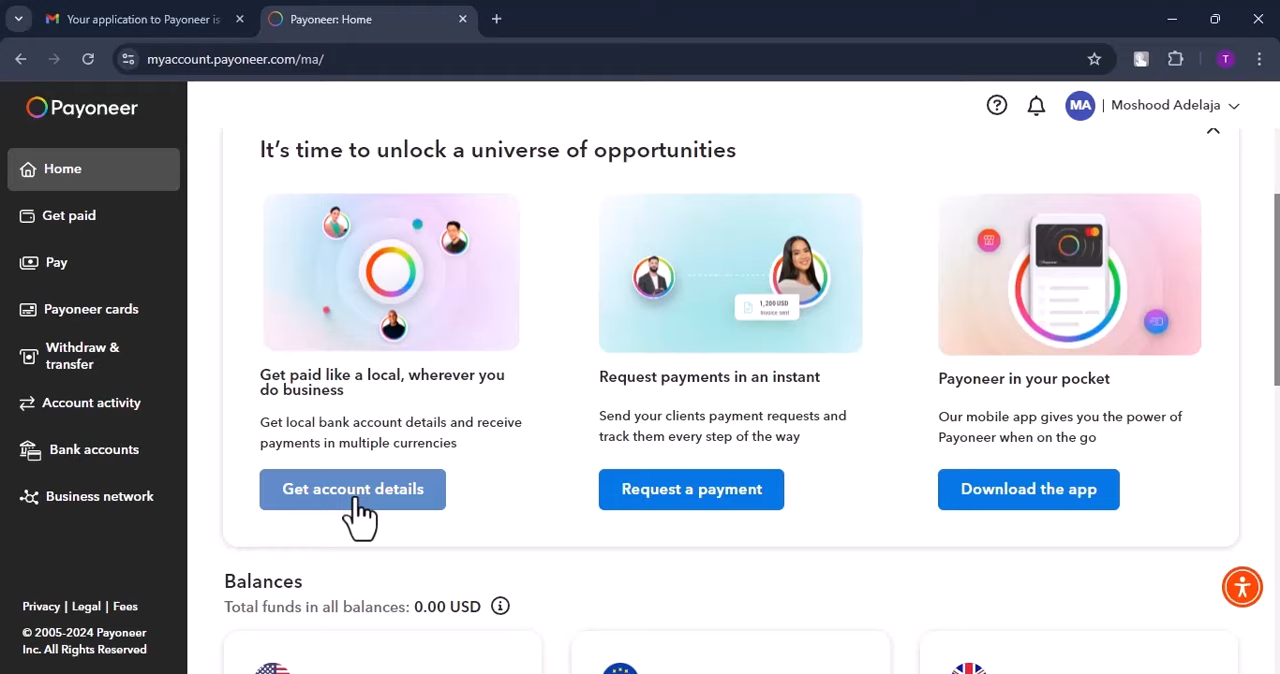 Your application to Payoneer is
Payoneer: Home
myaccount.payoneer.com/ma/
T
Payoneer
MA | Moshood Adelaja
Home
Get paid
Pay
Payoneer cards
Withdraw &
transfer
Account activity
Bank accounts
Business network
Privacy | Legal | Fees
© 2005-2024 Payoneer
Inc. All Rights Reserved
It's time to unlock a universe of opportunities
1,200 USD
Invoice sent
Get paid like a local, wherever you
do business
Get local bank account details and receive
payments in multiple currencies
Get account details
Request payments in an instant
Send your clients payment requests and
track them every step of the way
Request a payment
Payoneer in your pocket
Our mobile app gives you the power of
Payoneer when on the go
Download the app
Balances
Total funds in all balances: 0.00 USD